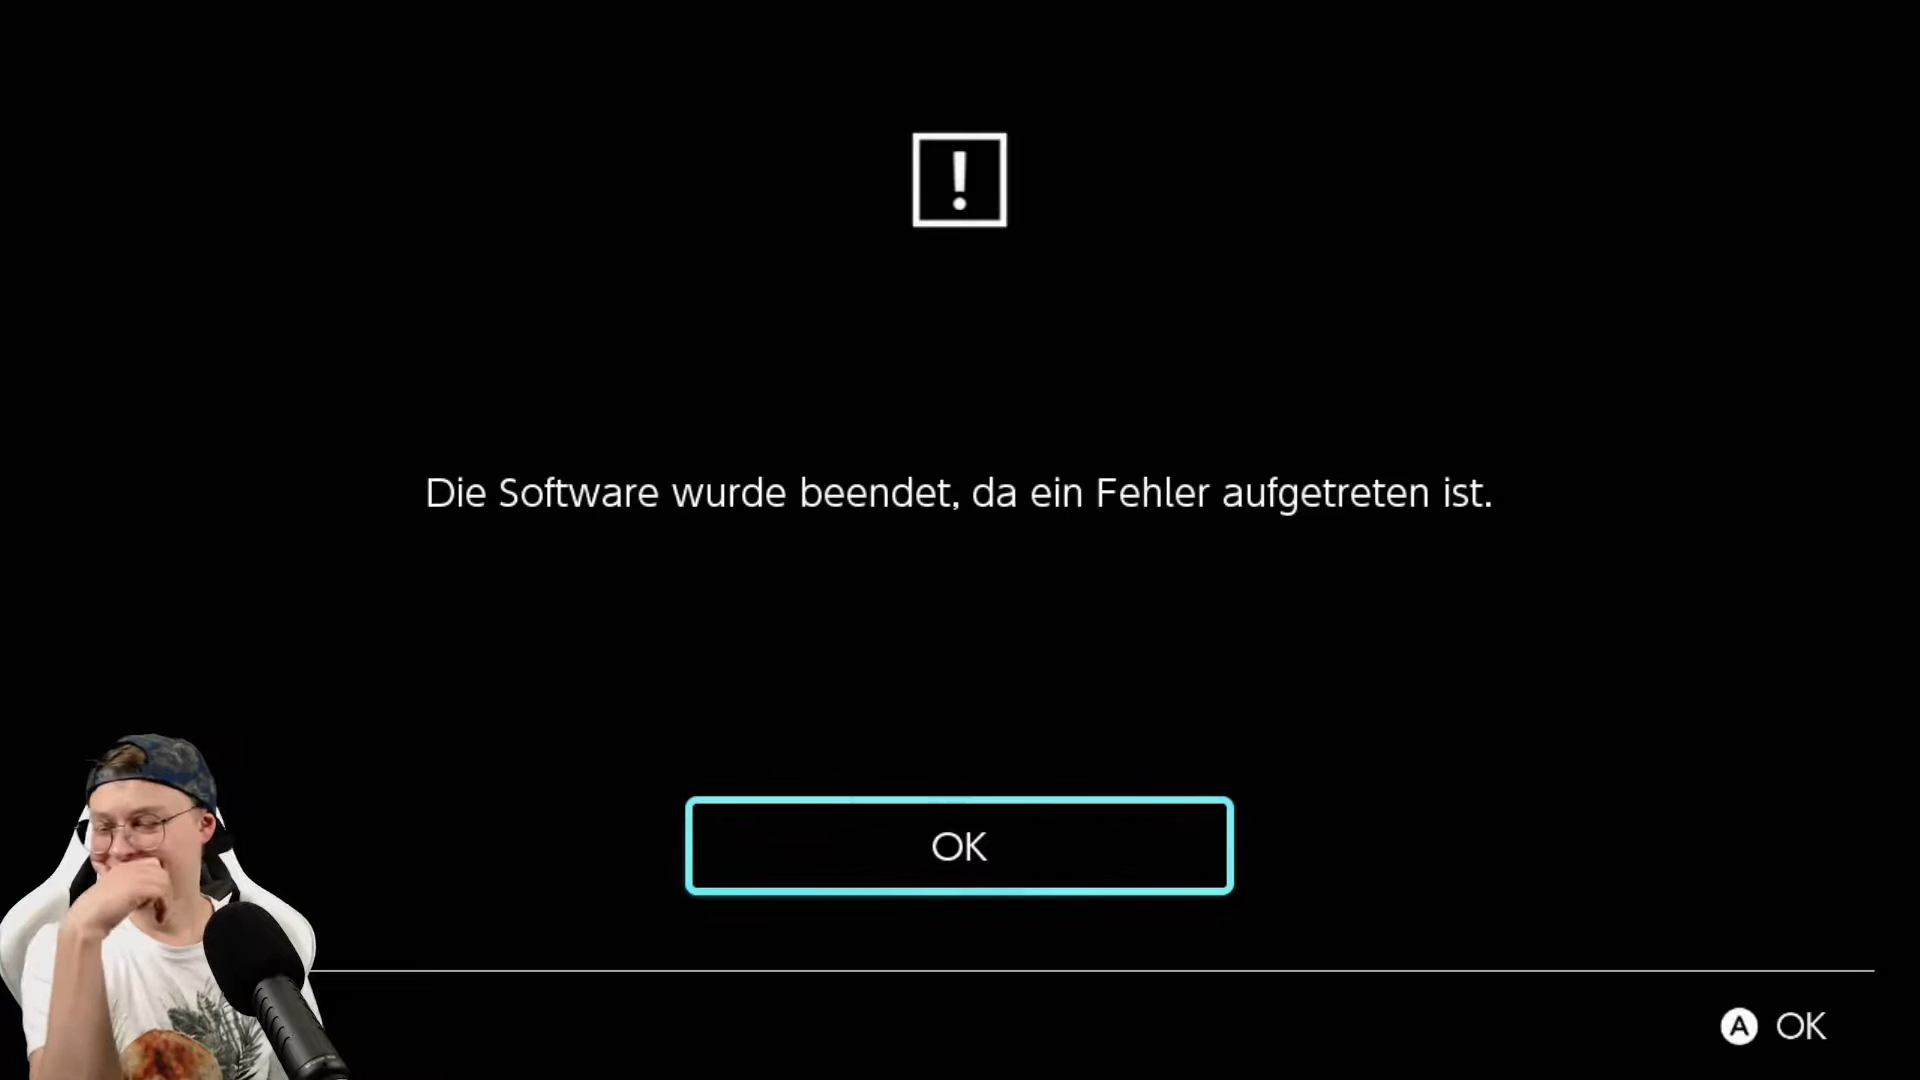 !
Die Software wurde beendet, da ein Fehler aufgetreten ist.
OK
A OK